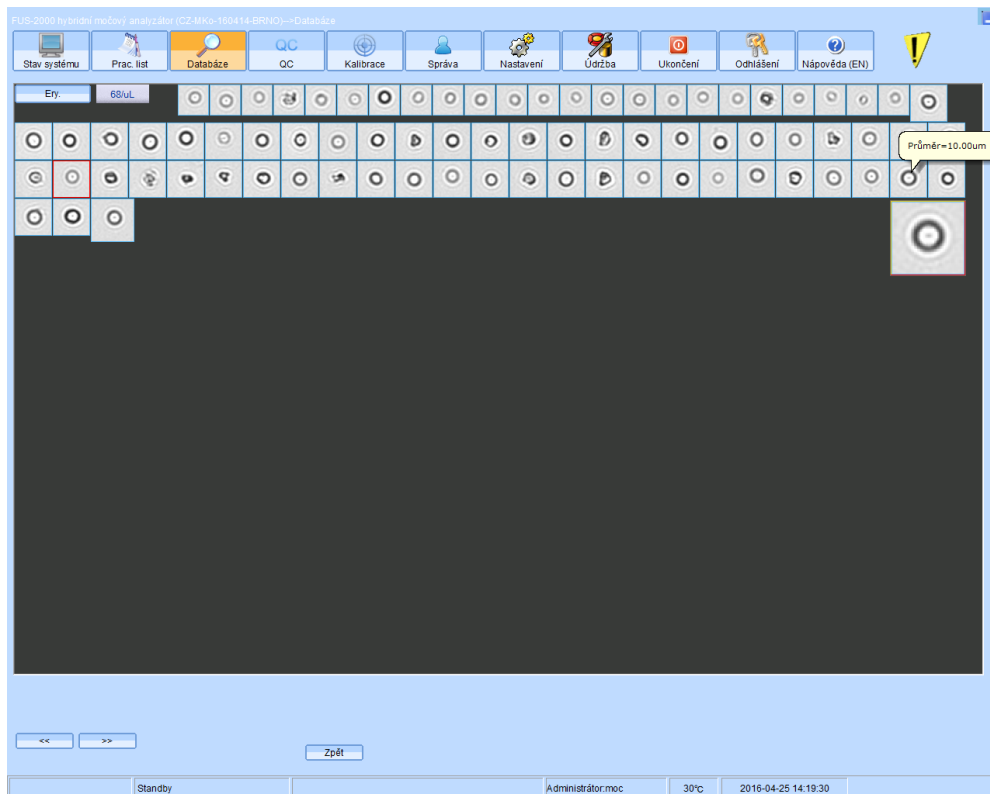 FUS-2000 hybridní močový analyzátor (CZ-MKo-160414-BRNO)-->Databáze
QC
Stav systému Prac. list Databáze QC Kalibrace Správa Nastavení Údržba Ukončení Odhlášení Nápověda (EN)
Ery. 68/uL
Průměr=10.00um
<< >>
Zpět
Standby Administrátor:moc 30°C 2016-04-25 14:19:30